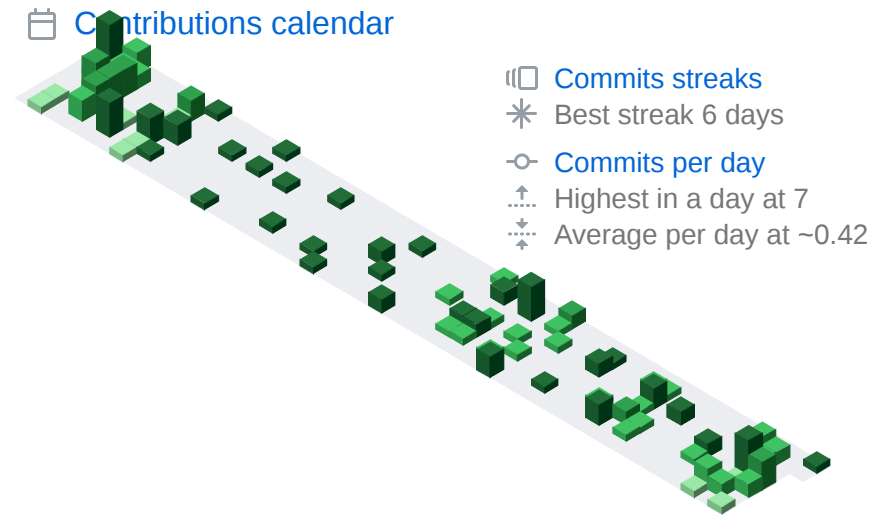 Contributions calendar
Commits streaks
Best streak 6 days
Commits per day
Highest in a day at 7
Average per day at ~0.42